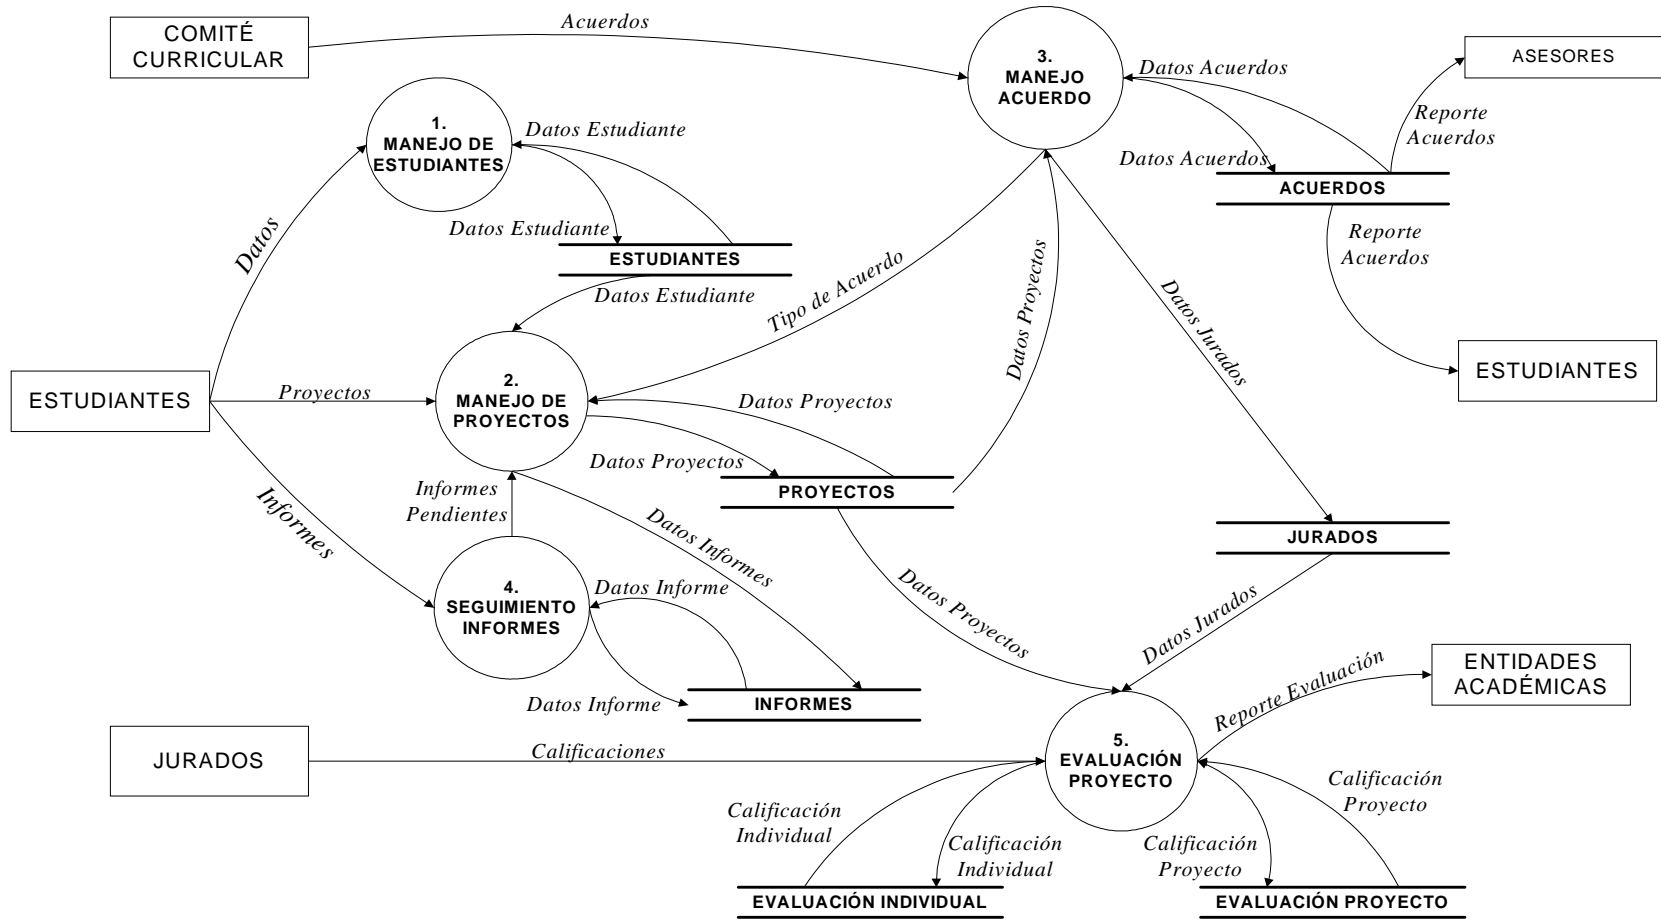 COMITÉ
CURRICULAR
Acuerdos
3.
MANEJO
ACUERDO
Datos Acuerdos
ASESORES
Reporte
Acuerdos
Datos Acuerdos
ACUERDOS
1.
MANEJO DE
ESTUDIANTES
Datos Estudiante
Datos Estudiante
ESTUDIANTES
Datos Estudiante
Datos
Tipo de Acuerdo
Datos Proyectos
Datos Jurados
Reporte
Acuerdos
ESTUDIANTES
ESTUDIANTES
Proyectos
2.
MANEJO DE
PROYECTOS
Datos Proyectos
Datos Proyectos
PROYECTOS
Informes
Pendientes
Informes
Datos Informes
4.
SEGUIMIENTO
INFORMES
Datos Informe
Datos Informe
INFORMES
Datos Proyectos
JURADOS
Datos Jurados
ENTIDADES
ACADÉMICAS
Reporte Evaluación
JURADOS
Calificaciones
5.
EVALUACIÓN
PROYECTO
Calificación
Individual
Calificación
Individual
Calificación
Proyecto
Calificación
Proyecto
EVALUACIÓN INDIVIDUAL
EVALUACIÓN PROYECTO